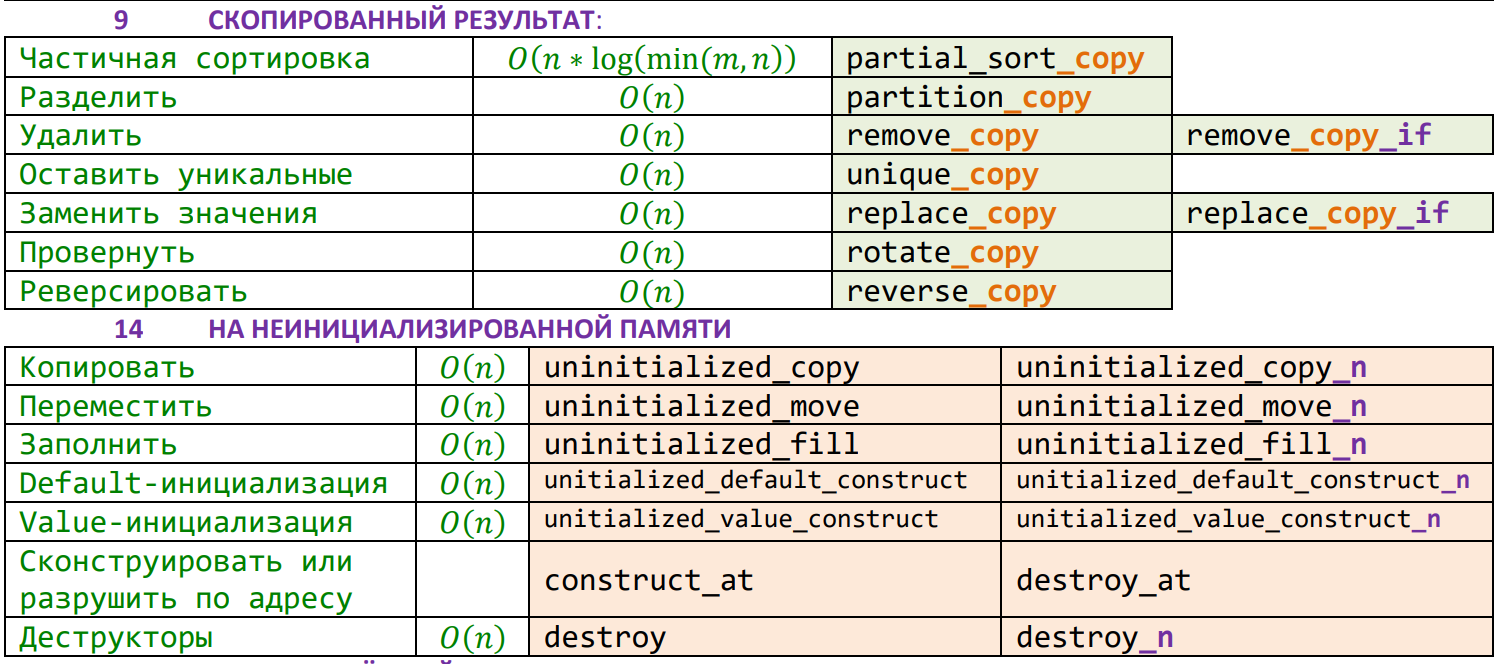 9 СКОПИРОВАННЫЙ РЕЗУЛЬТАТ:
Частичная сортировка O(n ∗ log(min(m, n))) partial_sort_copy
Разделить O(n) partition_copy
Удалить O(n) remove_copy remove_copy_if
Оставить уникальные O(n) unique_copy
Заменить значения O(n) replace_copy replace_copy_if
Провернуть O(n) rotate_copy
Реверсировать O(n) reverse_copy
14 НА НЕИНИЦИАЛИЗИРОВАННОЙ ПАМЯТИ
Копировать O(n) uninitialized_copy uninitialized_copy_n
Переместить O(n) uninitialized_move uninitialized_move_n
Заполнить O(n) uninitialized_fill uninitialized_fill_n
Default-инициализация O(n) unitialized_default_construct unitialized_default_construct_n
Value-инициализация O(n) unitialized_value_construct unitialized_value_construct_n
Сконструировать или
разрушить по адресу construct_at destroy_at
Деструкторы O(n) destroy destroy_n